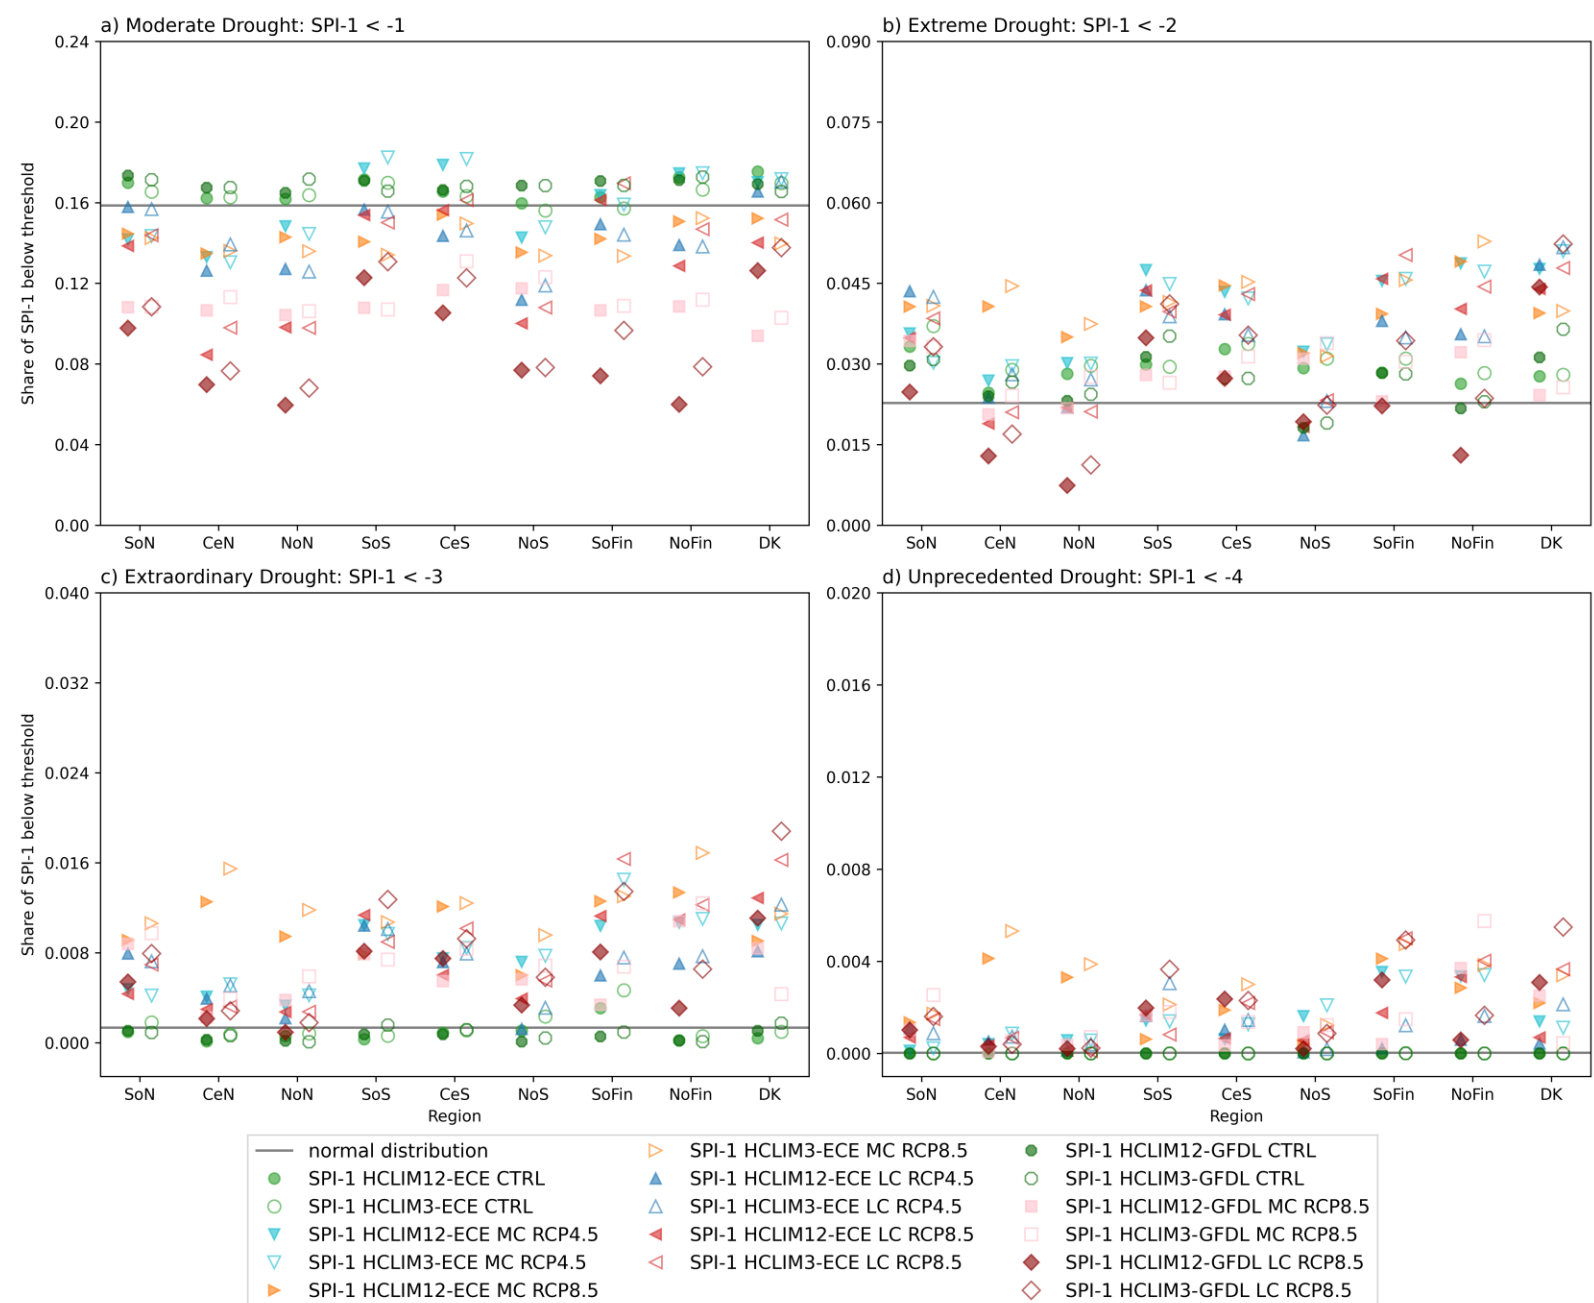 a) Moderate Drought: SPI-1 < -1
0.24
0.20
0.16
0.12
0.08
0.04
0.00
Share of SPI-1 below threshold
SoN CeN NoN SoS CeS NoS SoFin NoFin DK
b) Extreme Drought: SPI-1 < -2
0.090
0.075
0.060
0.045
0.030
0.015
0.000
SoN CeN NoN SoS CeS NoS SoFin NoFin DK
c) Extraordinary Drought: SPI-1 < -3
0.040
0.032
0.024
0.016
0.008
0.000
Share of SPI-1 below threshold
SoN CeN NoN SoS CeS NoS SoFin NoFin DK
Region
d) Unprecedented Drought: SPI-1 < -4
0.020
0.016
0.012
0.008
0.004
0.000
SoN CeN NoN SoS CeS NoS SoFin NoFin DK
Region
normal distribution
SPI-1 HCLIM12-ECE CTRL
SPI-1 HCLIM3-ECE CTRL
SPI-1 HCLIM12-ECE MC RCP4.5
SPI-1 HCLIM3-ECE MC RCP4.5
SPI-1 HCLIM12-ECE MC RCP8.5
SPI-1 HCLIM3-ECE MC RCP8.5
SPI-1 HCLIM12-ECE LC RCP4.5
SPI-1 HCLIM3-ECE LC RCP4.5
SPI-1 HCLIM12-ECE LC RCP8.5
SPI-1 HCLIM3-ECE LC RCP8.5
SPI-1 HCLIM12-GFDL CTRL
SPI-1 HCLIM3-GFDL CTRL
SPI-1 HCLIM12-GFDL MC RCP8.5
SPI-1 HCLIM3-GFDL MC RCP8.5
SPI-1 HCLIM12-GFDL LC RCP8.5
SPI-1 HCLIM3-GFDL LC RCP8.5